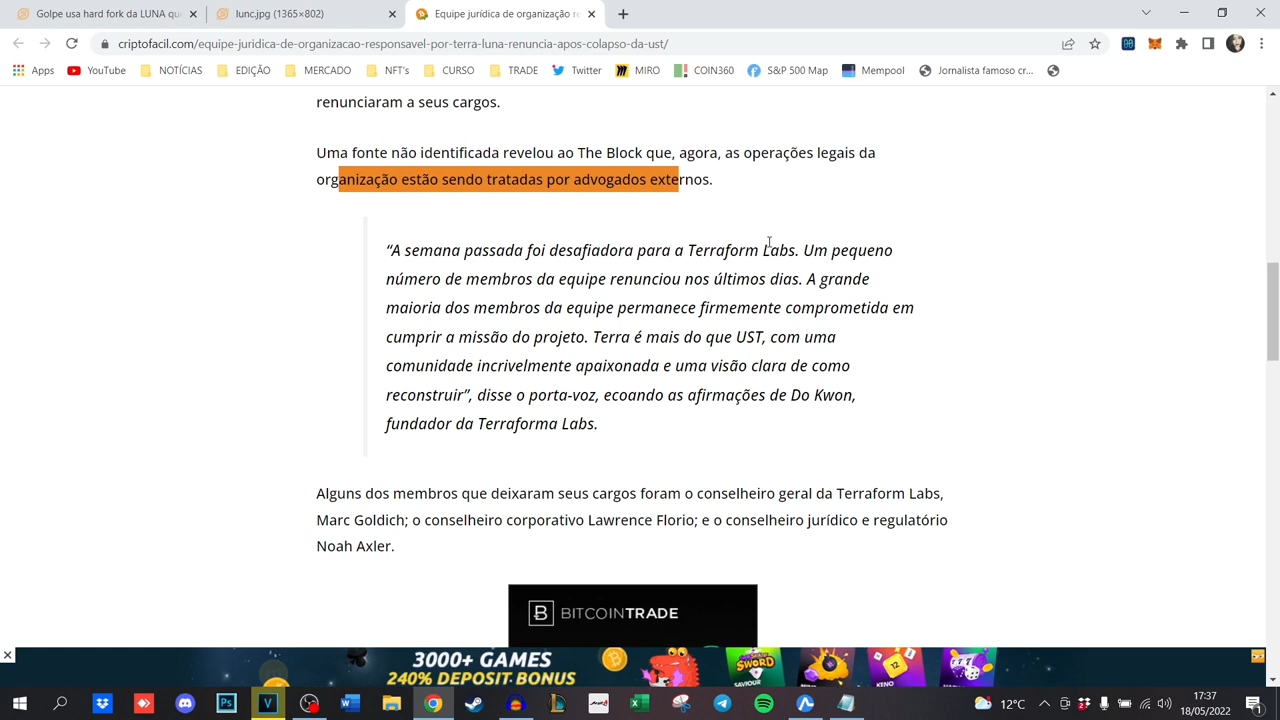 Golpe usa hard fork da LUNA qu
lunc.jpg (1365×802)
Equipe jurídica de organização re
criptofacil.com/equipe-juridica-de-organizacao-responsavel-por-terra-luna-renuncia-apos-colapso-da-ust/
Apps
YouTube
NOTÍCIAS
EDIÇÃO
MERCADO
NFT's
CURSO
TRADE
Twitter
MIRO
COIN360
S&P 500 Map
Mempool
Jornalista famoso cr...
renunciaram a seus cargos.
Uma fonte não identificada revelou ao The Block que, agora, as operações legais da
organização estão sendo tratadas por advogados externos.
“A semana passada foi desafiadora para a Terraform Labs. Um pequeno
número de membros da equipe renunciou nos últimos dias. A grande
maioria dos membros da equipe permanece firmemente comprometida em
cumprir a missão do projeto. Terra é mais do que UST, com uma
comunidade incrivelmente apaixonada e uma visão clara de como
reconstruir”, disse o porta-voz, ecoando as afirmações de Do Kwon,
fundador da Terraforma Labs.
Alguns dos membros que deixaram seus cargos foram o conselheiro geral da Terraform Labs,
Marc Goldich; o conselheiro corporativo Lawrence Florio; e o conselheiro jurídico e regulatório
Noah Axler.
BITCOINTRADE
3000+ GAMES
240% DEPOSIT BONUS
SWORD
SAVIOUR
KENO
12°C
17:37
18/05/2022